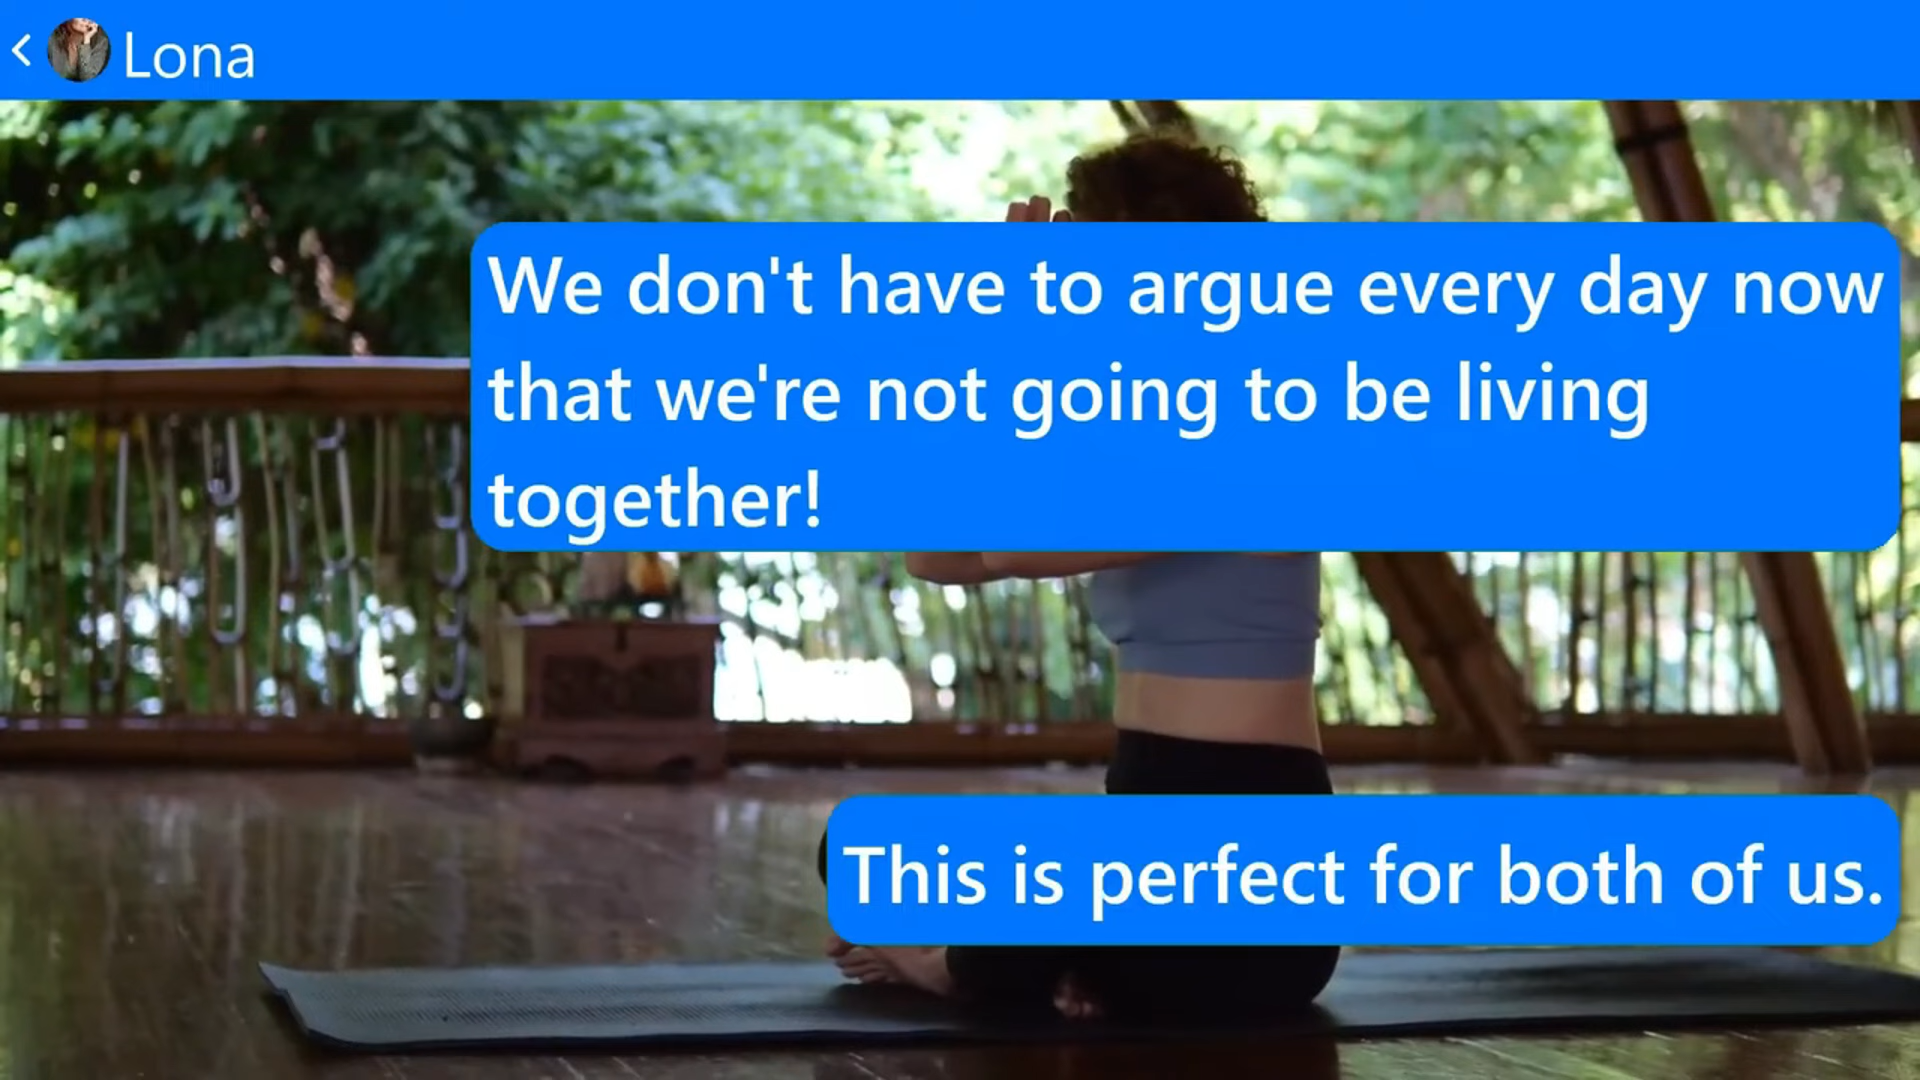 Lona
We don't have to argue every day now
that we're not going to be living
together!
This is perfect for both of us.